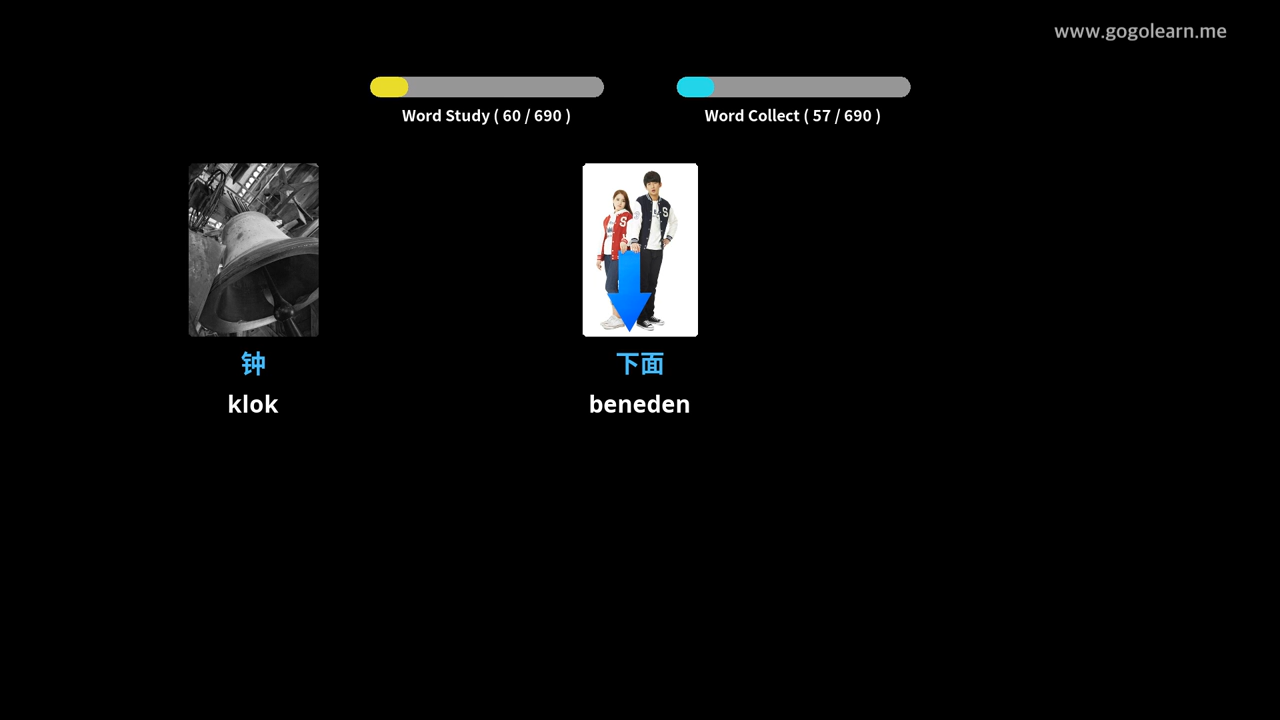 www.gogolearn.me
Word Study ( 60 / 690 )
Word Collect ( 57 / 690 )
钟
klok
下面
beneden
S
S